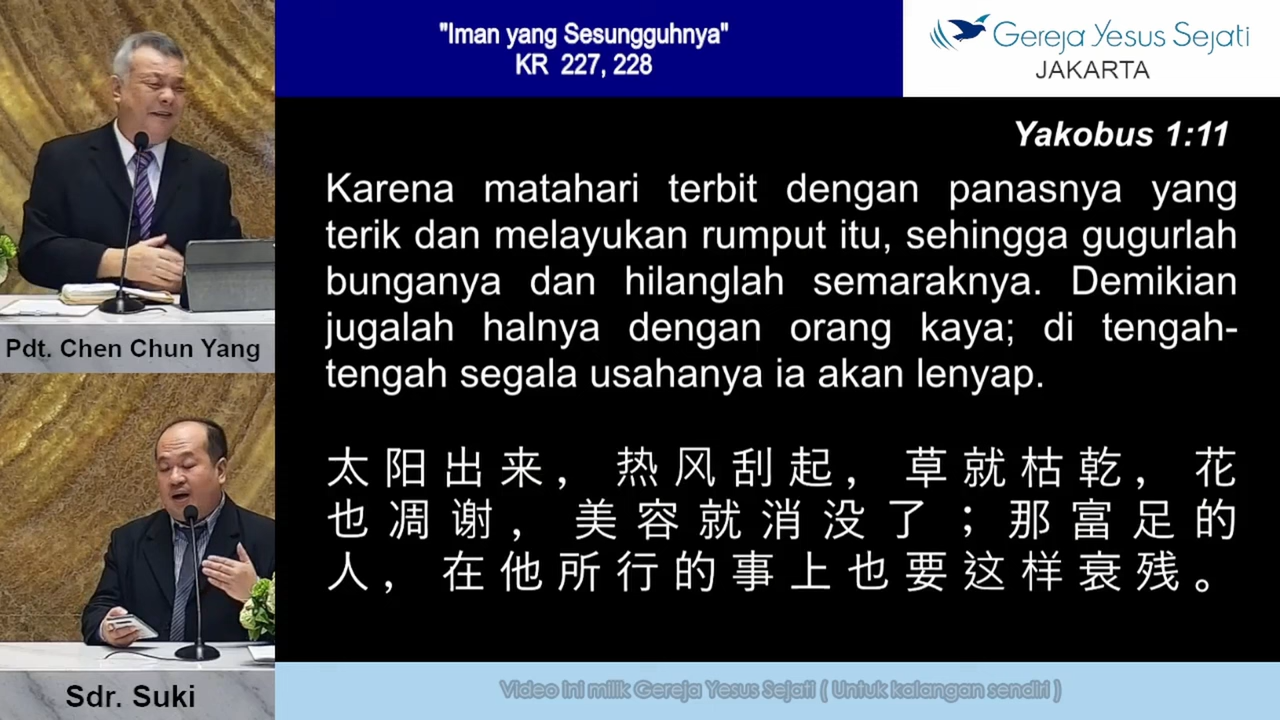 "Iman yang Sesungguhnya"
KR 227, 228
Gereja Yesus Sejati
JAKARTA
Yakobus 1:11
Karena matahari terbit dengan panasnya yang
terik dan melayukan rumput itu, sehingga gugurlah
bunganya dan hilanglah semaraknya. Demikian
jugalah halnya dengan orang kaya; di tengah-
tengah segala usahanya ia akan lenyap.
太阳出来，热风刮起，草就枯乾，花
也凋谢，美容就消没了；那富足的
人，在他所行的事上也要这样衰残。
Pdt. Chen Chun Yang
Sdr. Suki
Video ini milik Gereja Yesus Sejati ( Untuk kalangan sendiri )